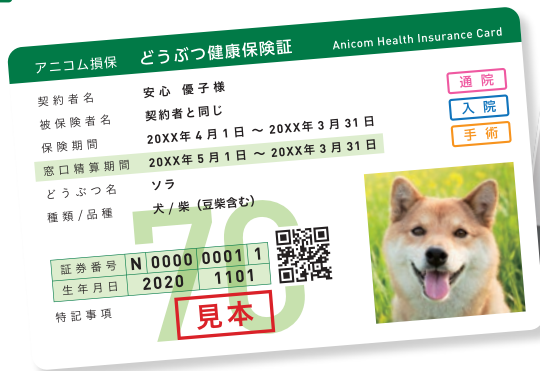 アニコム損保 どうぶつ健康保険証 Anicom Health Insurance Card
契約者名 安心 優子様
被保険者名 契約者と同じ
保険期間 20XX年4月1日 ～ 20XX年3月31日
窓口精算期間 20XX年5月1日 ～ 20XX年3月31日
どうぶつ名 ソラ
種類/品種 犬/柴（豆柴含む）
通院
入院
手術
70
証券番号 N 0000 0001 1
生年月日 2020 1101
特記事項
見本